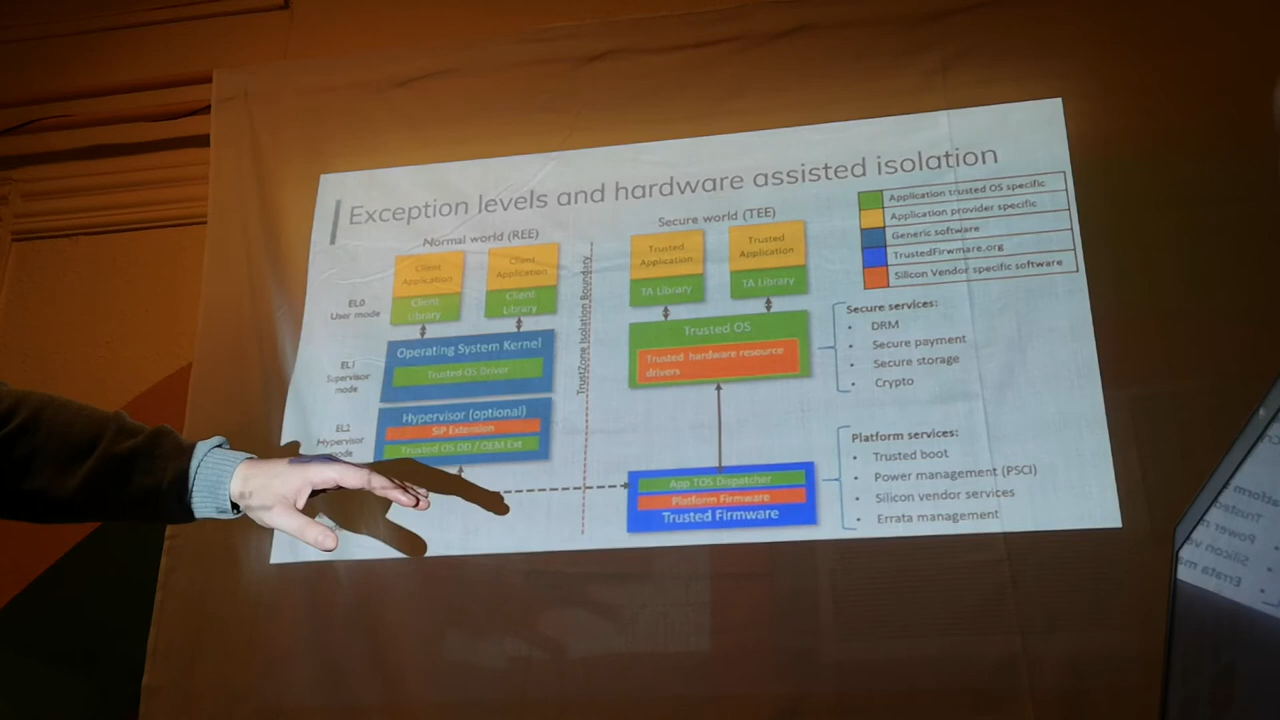 Exception levels and hardware assisted isolation
Normal world (REE)
Client
Application
Client
Library
Client
Application
Client
Library
EL0
User mode
Operating System Kernel
Trusted OS Driver
EL1
Supervisor
mode
Hypervisor (optional)
SiP Extension
Trusted OS DD / OEM Ext
EL2
Hypervisor
mode
TrustZone Isolation Boundary
Secure world (TEE)
Trusted
Application
TA Library
Trusted
Application
TA Library
Trusted OS
Trusted hardware resource
drivers
App TOS Dispatcher
Platform Firmware
Trusted Firmware
Application trusted OS specific
Application provider specific
Generic software
TrustedFirwmare.org
Silicon Vendor specific software
Secure services:
• DRM
• Secure payment
• Secure storage
• Crypto
Platform services:
• Trusted boot
• Power management (PSCI)
• Silicon vendor services
• Errata management